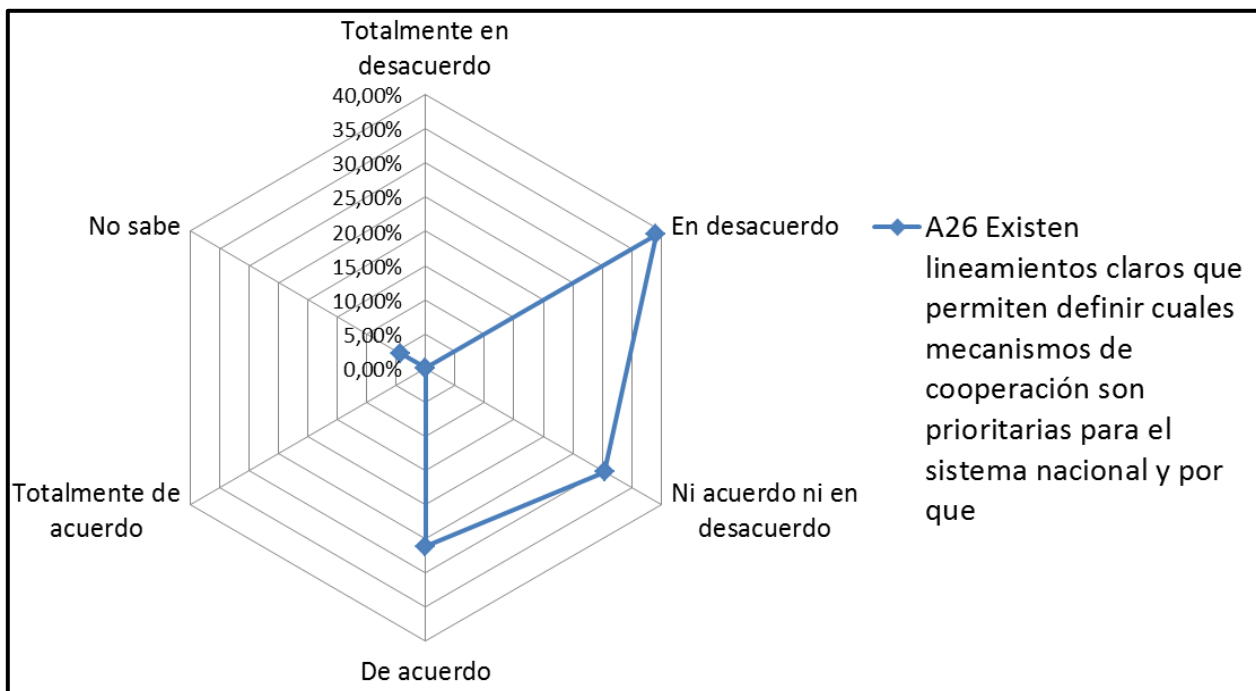 Totalmente en
desacuerdo
40,00%
35,00%
30,00%
25,00%
20,00%
15,00%
10,00%
5,00%
0,00%
En desacuerdo
Ni acuerdo ni en
desacuerdo
De acuerdo
Totalmente de
acuerdo
No sabe
A26 Existen
lineamientos claros que
permiten definir cuales
mecanismos de
cooperación son
prioritarias para el
sistema nacional y por
que